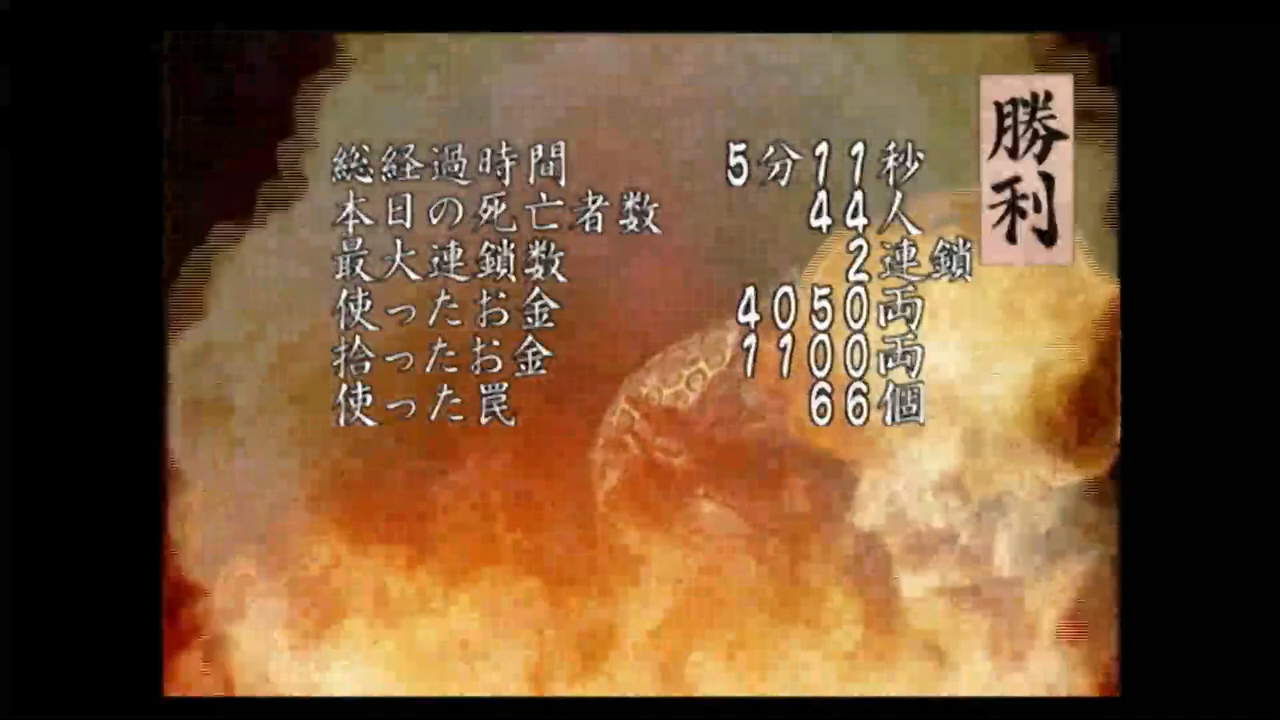 勝利
総経過時間 5分11秒
本日の死亡者数 44人
最大連鎖数 2連鎖
使ったお金 4050両
拾ったお金 1100両
使った罠 66個